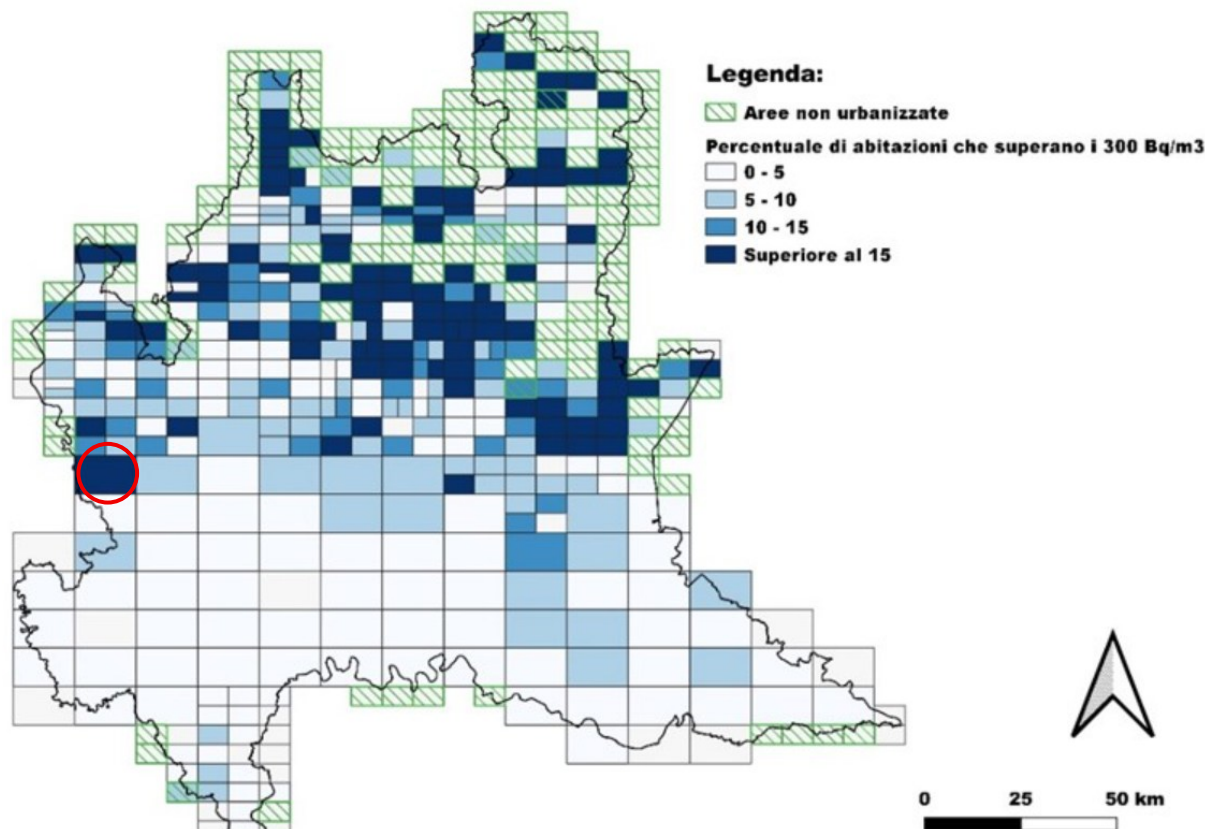 Legenda:
Aree non urbanizzate
Percentuale di abitazioni che superano i 300 Bq/m3
0 - 5
5 - 10
10 - 15
Superiore al 15
0 25 50 km